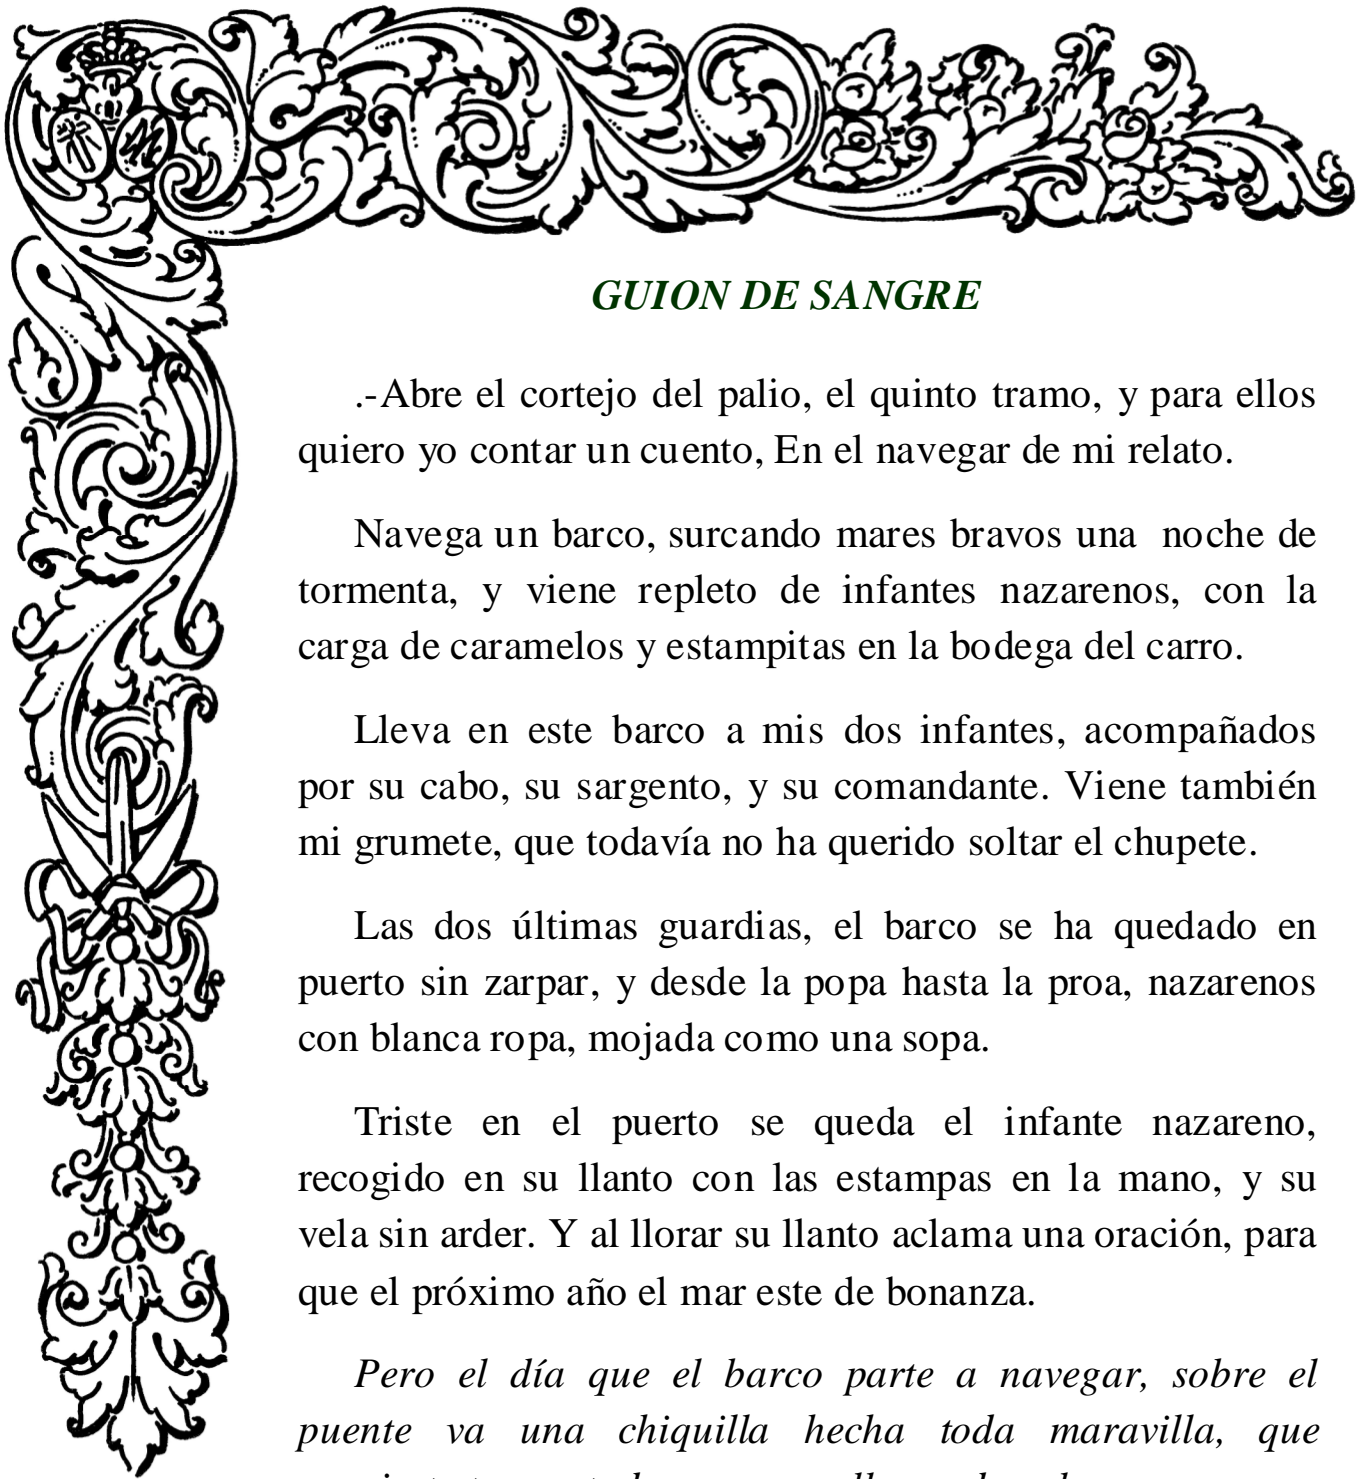 GUION DE SANGRE
.-Abre el cortejo del palio, el quinto tramo, y para ellos
quiero yo contar un cuento, En el navegar de mi relato.
Navega un barco, surcando mares bravos una noche de
tormenta, y viene repleto de infantes nazarenos, con la
carga de caramelos y estampitas en la bodega del carro.
Lleva en este barco a mis dos infantes, acompañados
por su cabo, su sargento, y su comandante. Viene también
mi grumete, que todavía no ha querido soltar el chupete.
Las dos últimas guardias, el barco se ha quedado en
puerto sin zarpar, y desde la popa hasta la proa, nazarenos
con blanca ropa, mojada como una sopa.
Triste en el puerto se queda el infante nazareno,
recogido en su llanto con las estampas en la mano, y su
vela sin arder. Y al llorar su llanto aclama una oración, para
que el próximo año el mar este de bonanza.
Pero el día que el barco parte a navegar, sobre el
puente va una chiquilla hecha toda maravilla, que